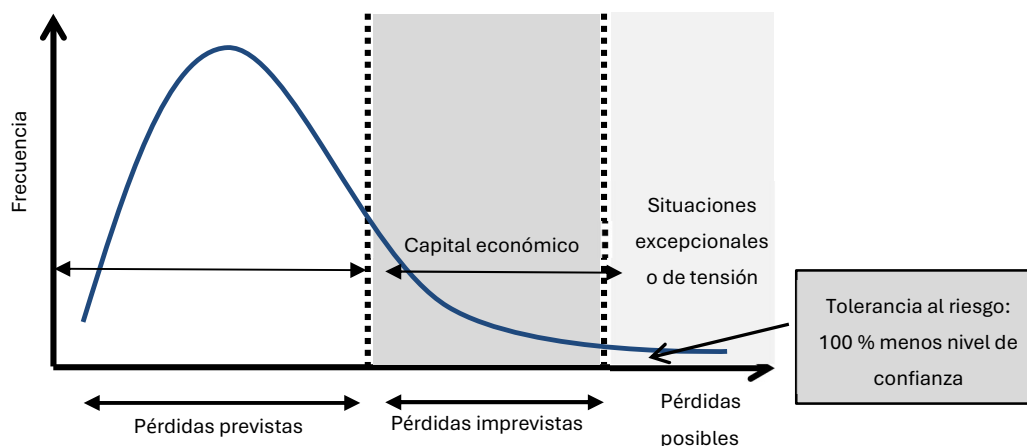 Frecuencia
Capital económico
Situaciones
excepcionales
o de tensión
Tolerancia al riesgo:
100 % menos nivel de
confianza
Pérdidas previstas
Pérdidas imprevistas
Pérdidas
posibles